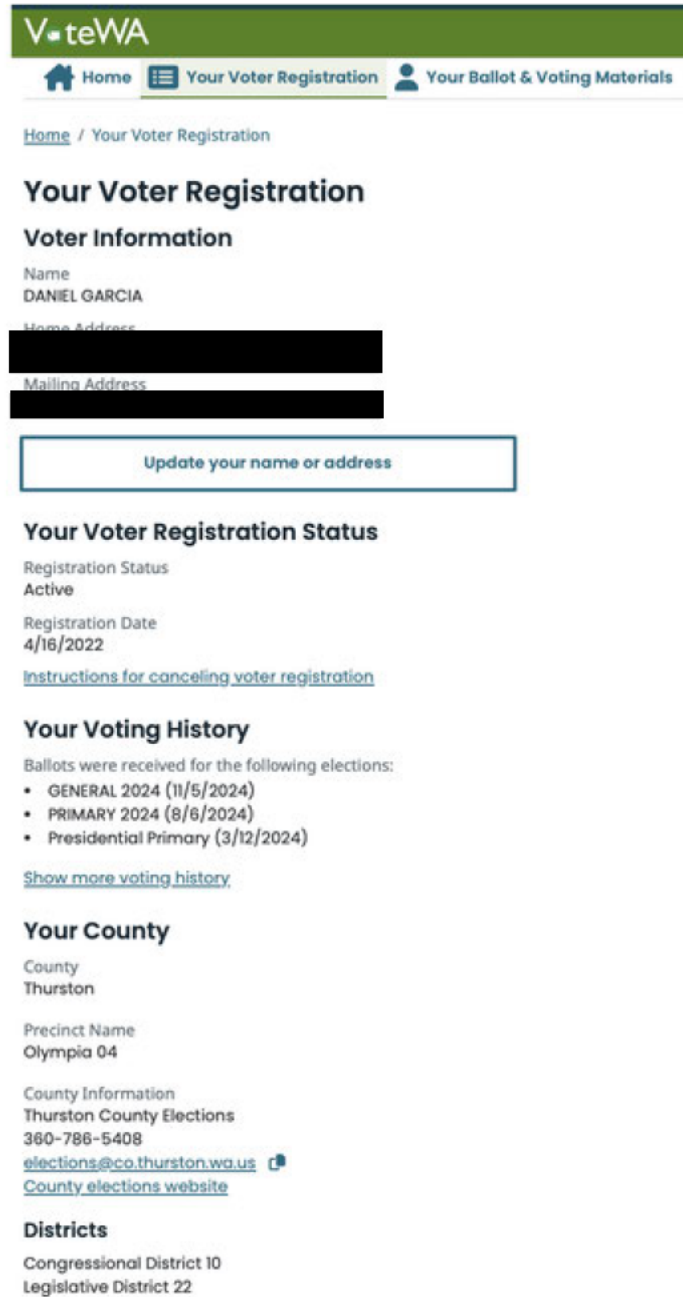 VoteWA
Home Your Voter Registration Your Ballot & Voting Materials
Home / Your Voter Registration
Your Voter Registration
Voter Information
Name
DANIEL GARCIA
Home Address
Mailing Address
Update your name or address
Your Voter Registration Status
Registration Status
Active
Registration Date
4/16/2022
Instructions for canceling voter registration
Your Voting History
Ballots were received for the following elections:
• GENERAL 2024 (11/5/2024)
• PRIMARY 2024 (8/6/2024)
• Presidential Primary (3/12/2024)
Show more voting history
Your County
County
Thurston
Precinct Name
Olympia 04
County Information
Thurston County Elections
360-786-5408
elections@co.thurston.wa.us
County elections website
Districts
Congressional District 10
Legislative District 22